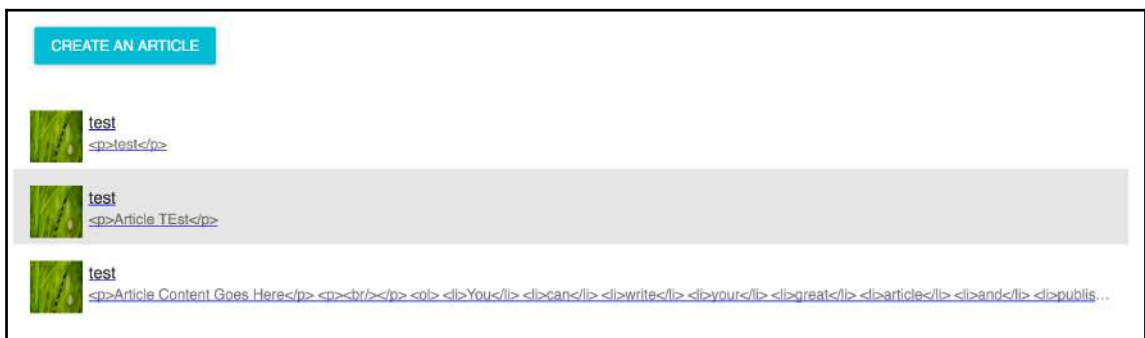 CREATE AN ARTICLE
test
<p>test</p>
test
<p>Article TEst</p>
test
<p>Article Content Goes Here</p> <p><br/></p> <ol> <li>You</li> <li>can</li> <li>write</li> <li>your</li> <li>great</li> <li>article</li> <li>and</li> <li>publis…